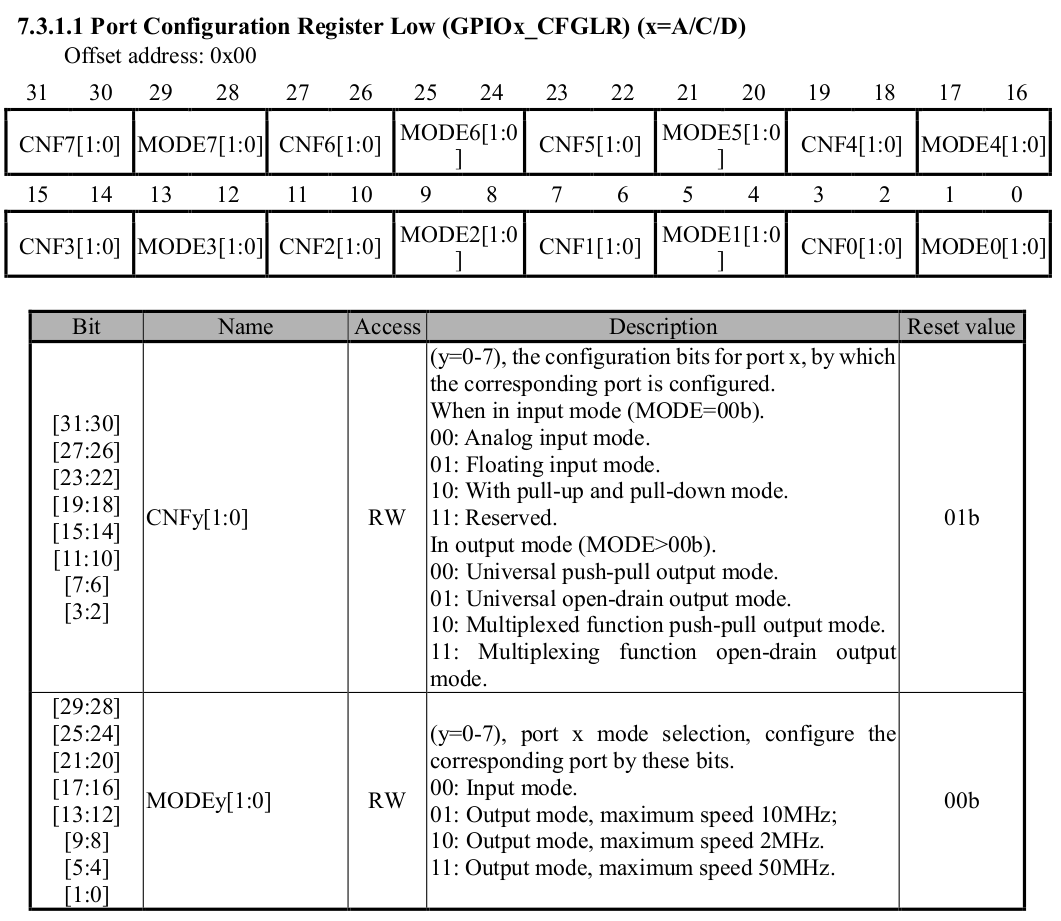 7.3.1.1 Port Configuration Register Low (GPIOx_CFGLR) (x=A/C/D)
Offset address: 0x00
31 30 29 28 27 26 25 24 23 22 21 20 19 18 17 16
CNF7[1:0] MODE7[1:0] CNF6[1:0] MODE6[1:0 CNF5[1:0] MODE5[1:0 CNF4[1:0] MODE4[1:0]
] ]
15 14 13 12 11 10 9 8 7 6 5 4 3 2 1 0
CNF3[1:0] MODE3[1:0] CNF2[1:0] MODE2[1:0 CNF1[1:0] MODE1[1:0 CNF0[1:0] MODE0[1:0]
] ]
Bit Name Access Description Reset value
[31:30]
[27:26]
[23:22]
[19:18]
[15:14]
[11:10]
[7:6]
[3:2]
CNFy[1:0]
RW
(y=0-7), the configuration bits for port x, by which
the corresponding port is configured.
When in input mode (MODE=00b).
00: Analog input mode.
01: Floating input mode.
10: With pull-up and pull-down mode.
11: Reserved.
In output mode (MODE>00b).
00: Universal push-pull output mode.
01: Universal open-drain output mode.
10: Multiplexed function push-pull output mode.
11: Multiplexing function open-drain output
mode.
01b
[29:28]
[25:24]
[21:20]
[17:16]
[13:12]
[9:8]
[5:4]
[1:0]
MODEy[1:0]
RW
(y=0-7), port x mode selection, configure the
corresponding port by these bits.
00: Input mode.
01: Output mode, maximum speed 10MHz;
10: Output mode, maximum speed 2MHz.
11: Output mode, maximum speed 50MHz.
00b